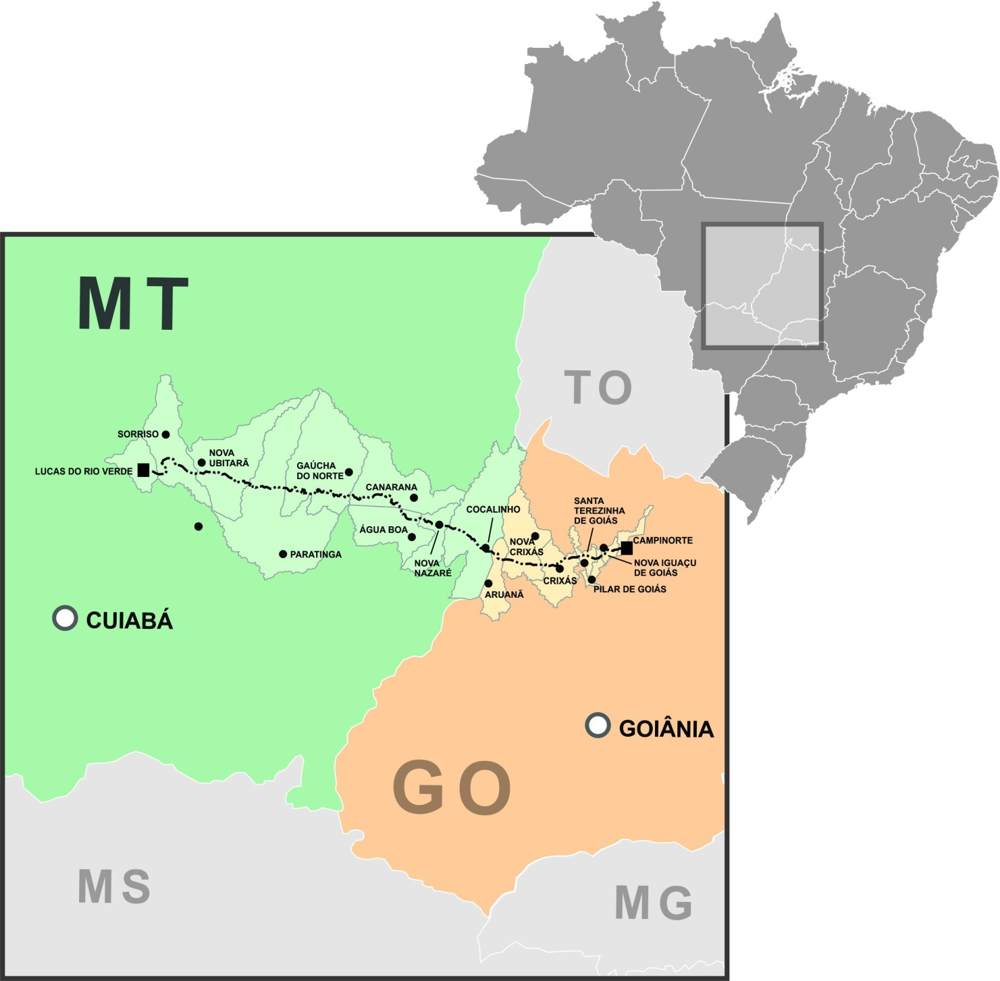 MT
TO
SORRISO
NOVA
UBITARÃ
LUCAS DO RIO VERDE
GAÚCHA
DO NORTE
CANARANA
COCALINHO
SANTA
TEREZINHA
DE GOIÁS
ÁGUA BOA
NOVA
CRIXÁS
CAMPINORTE
PARATINGA
NOVA
NAZARÉ
NOVA IGUAÇU
DE GOIÁS
CRIXÁS
PILAR DE GOIÁS
ARUANÃ
CUIABÁ
GOIÂNIA
GO
MS
MG